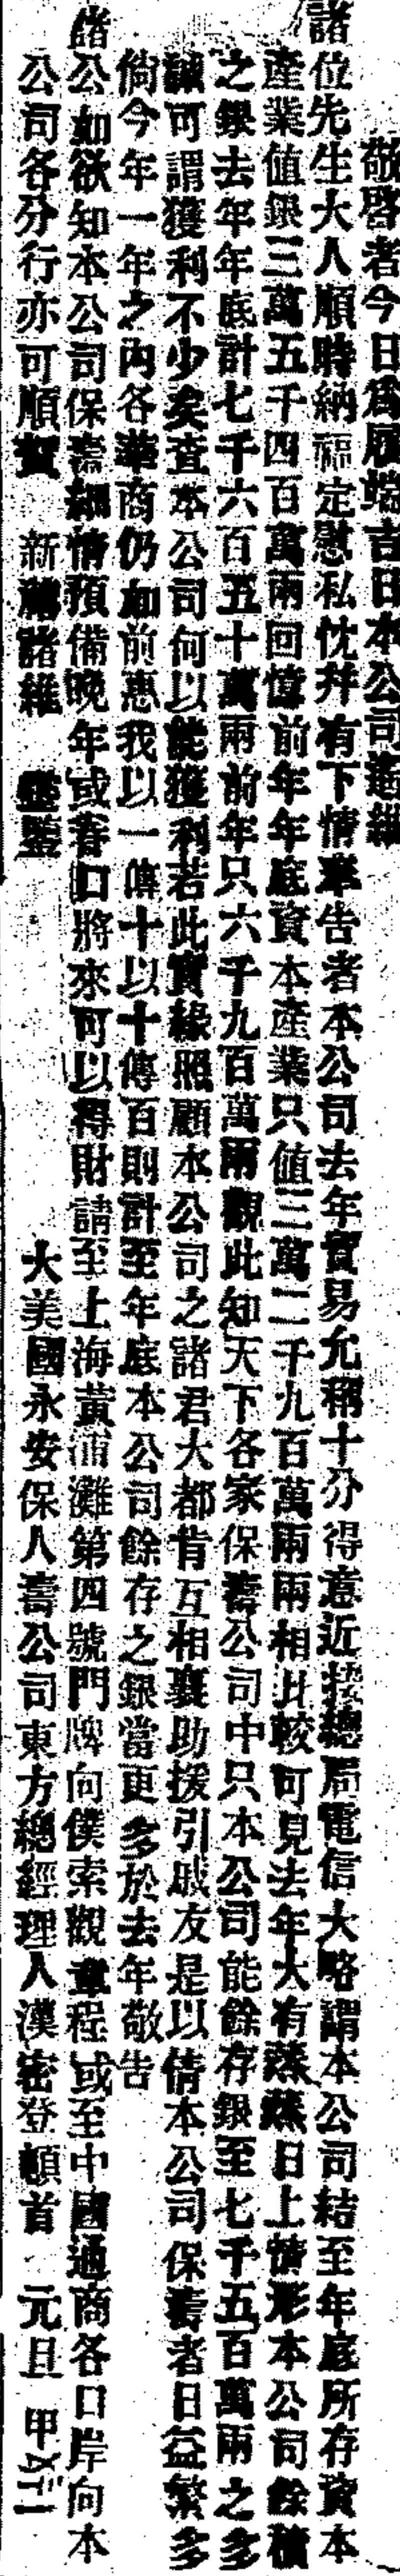 敬啓者今日爲履端吉日本公司遙維
諸位先生大人順時納福定慰私忱并有下情奉告者本公司去年貿易允稱十分得意近接總局電信大略謂本公司結至年底所存資本
產業值銀三萬五千四百萬兩回憶前年年底資本產業只值三萬二千九百萬兩兩相比較可見去年大有蒸蒸日上情形本公司餘積
之銀去年年底計七千六百五十萬兩前年只六千九百萬兩觀此知天下各家保壽公司中只本公司能餘存銀至七千五百萬兩之多
誠可謂獲利不少矣查本公司何以能獲利若此實緣照顧本公司之諸君大都肯互相襄助援引戚友是以倩本公司保壽者日益繁多
倘今年一年之內各華商仍如前惠我以一傳十以十傳百則計至年底本公司餘存之銀當更多於去年敬告
諸公如欲知本公司保壽細情預備晚年或眷口將來可以得財請至上海黃浦灘第四號門牌向僕索觀章程或至中國通商各口岸向本
公司各分行亦可順賀 新禧諸維 鑒 大美國永安保人壽公司東方總經理人漢密登頓首 元旦 甲